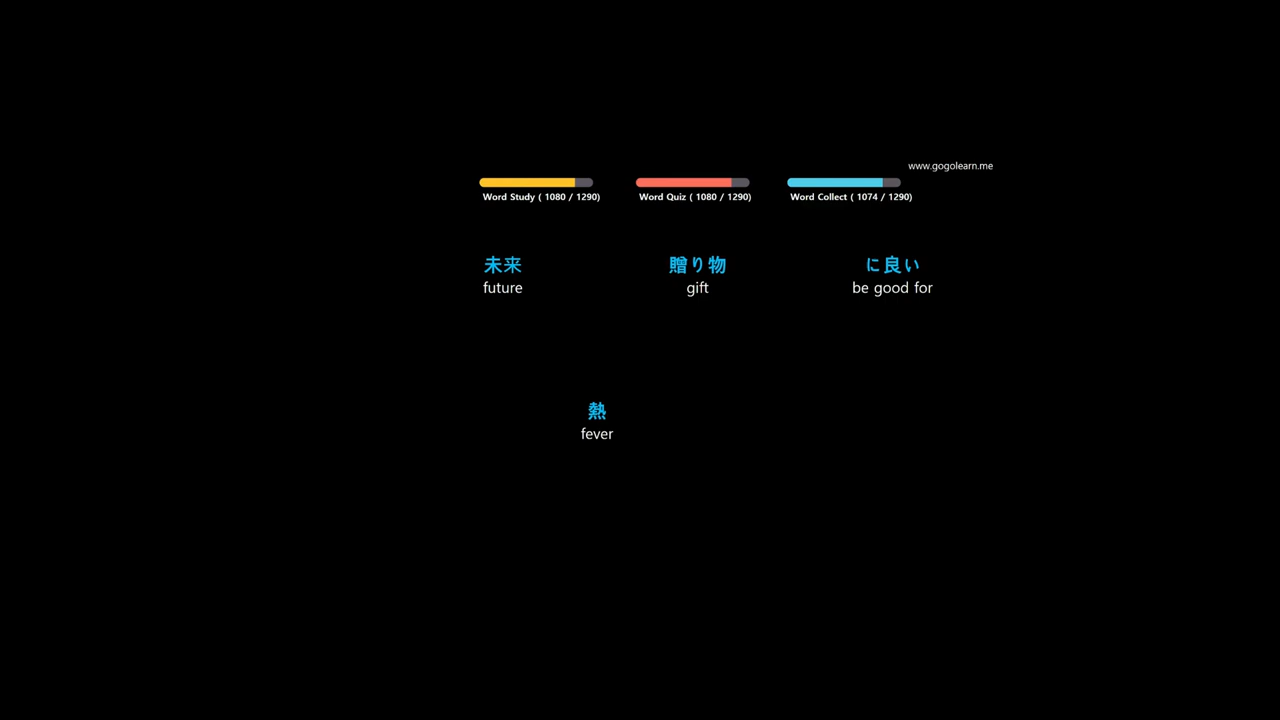 www.gogolearn.me
Word Study ( 1080 / 1290)
Word Quiz ( 1080 / 1290)
Word Collect ( 1074 / 1290)
未来
future
贈り物
gift
に良い
be good for
熱
fever